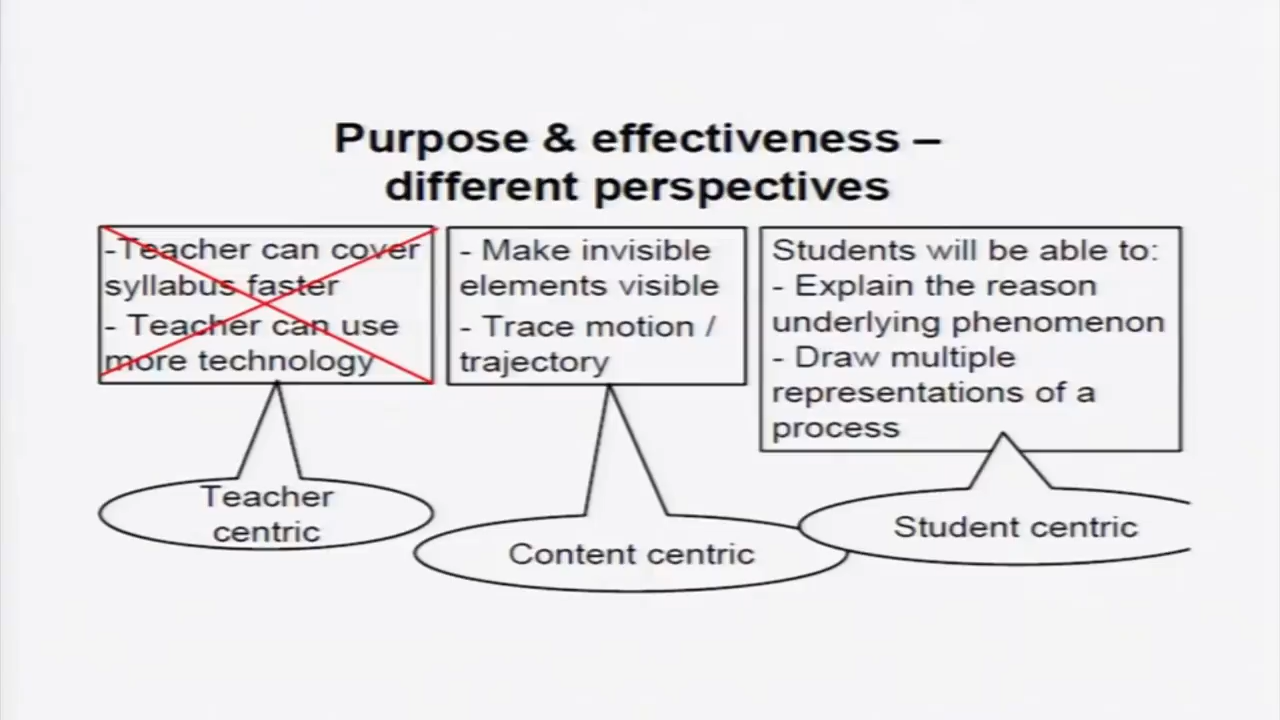 Purpose & effectiveness –
different perspectives
-Teacher can cover
syllabus faster
- Teacher can use
more technology
- Make invisible
elements visible
- Trace motion /
trajectory
Students will be able to:
- Explain the reason
underlying phenomenon
- Draw multiple
representations of a
process
Teacher
centric
Content centric
Student centric